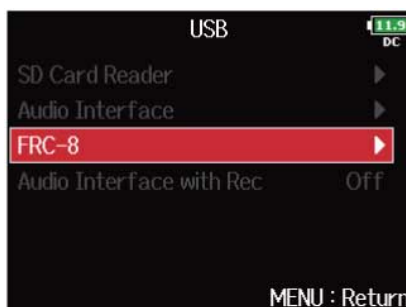 USB
11.9
DC
SD Card Reader
Audio Interface
FRC-8
Audio Interface with Rec Off
MENU : Return